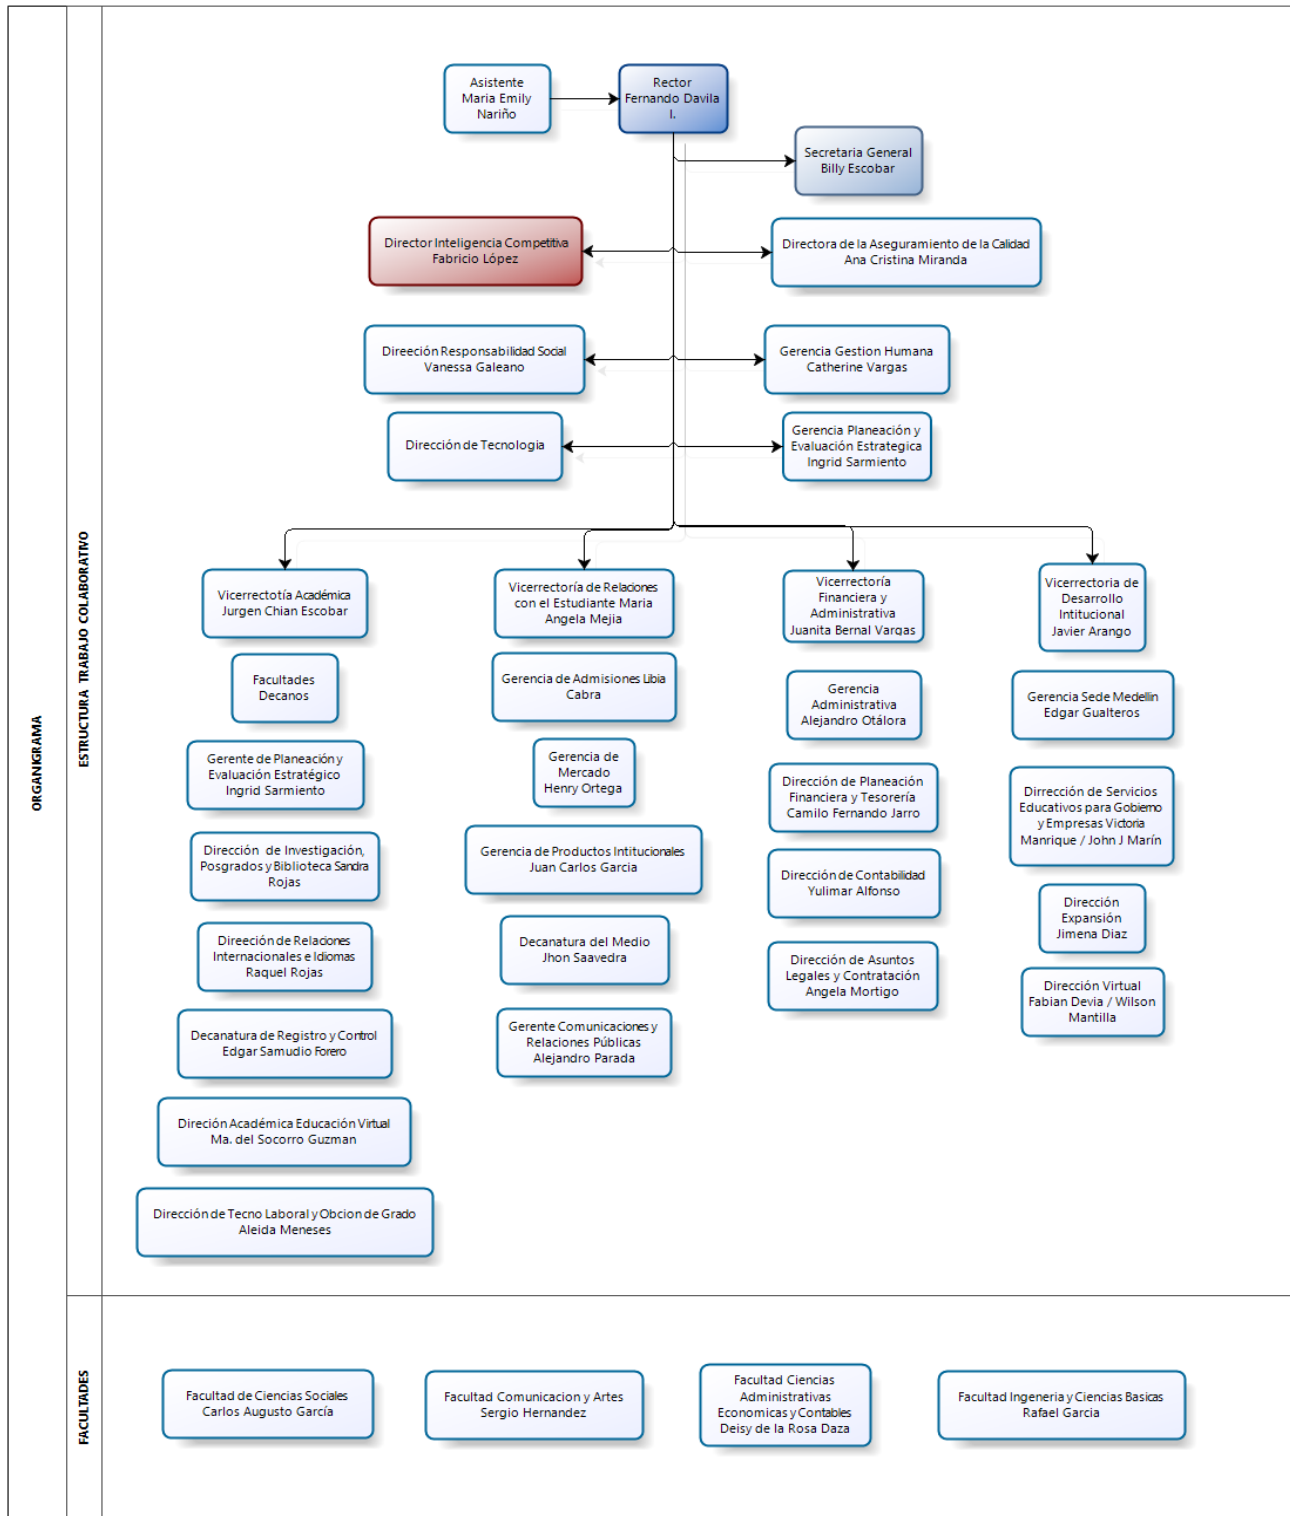 ORGANIGRAMA
ESTRUCTURA TRABAJO COLABORATIVO
Asistente
Maria Emily
Nariño
Rector
Fernando Davila
I.
Secretaria General
Billy Escobar
Director Inteligencia Competitiva
Fabricio López
Directora de la Aseguramiento de la Calidad
Ana Cristina Miranda
Direeción Responsabilidad Social
Vanessa Galeano
Gerencia Gestion Humana
Catherine Vargas
Dirección de Tecnologia
Gerencia Planeación y
Evaluación Estrategica
Ingrid Sarmiento
Vicerrectotía Académica
Jurgen Chian Escobar
Vicerrectoría de Relaciones
con el Estudiante Maria
Angela Mejia
Vicerrectoría
Financiera y
Administrativa
Juanita Bernal Vargas
Vicerrectoria de
Desarrollo
Intitucional
Javier Arango
Facultades
Decanos
Gerencia de Admisiones Libia
Cabra
Gerencia
Administrativa
Alejandro Otálora
Gerencia Sede Medellin
Edgar Gualteros
Gerente de Planeación y
Evaluación Estratégico
Ingrid Sarmiento
Gerencia de
Mercado
Henry Ortega
Dirección de Planeación
Financiera y Tesorería
Camilo Fernando Jarro
Dirrección de Servicios
Educativos para Gobierno
y Empresas Victoria
Manrique / John J Marín
Dirección  de Investigación,
Posgrados y Biblioteca Sandra
Rojas
Gerencia de Productos Intitucionales
Juan Carlos Garcia
Dirección de Contabilidad
Yulimar Alfonso
Dirección
Expansión
Jimena Diaz
Direeción de Relaciones
Internacionales e Idiomas
Raquel Rojas
Decanatura del Medio
Jhon Saavedra
Dirección de Asuntos
Legales y Contratación
Angela Mortigo
Dirección Virtual
Fabian Devia / Wilson
Mantilla
Decanatura de Registro y Control
Edgar Samudio Forero
Gerente Comunicaciones y
Relaciones Públicas
Alejandro Parada
Direción Académica Educación Virtual
Ma. del Socorro Guzman
Dirección de Tecno Laboral y Obcion de Grado
Aleida Meneses
FACULTADES
Facultad de Ciencias Sociales
Carlos Augusto García
Facultad Comunicacion y Artes
Sergio Hernandez
Facultad Ciencias
Administrativas
Economicas y Contables
Deisy de la Rosa Daza
Facultad Ingeneria y Ciencias Basicas
Rafael Garcia